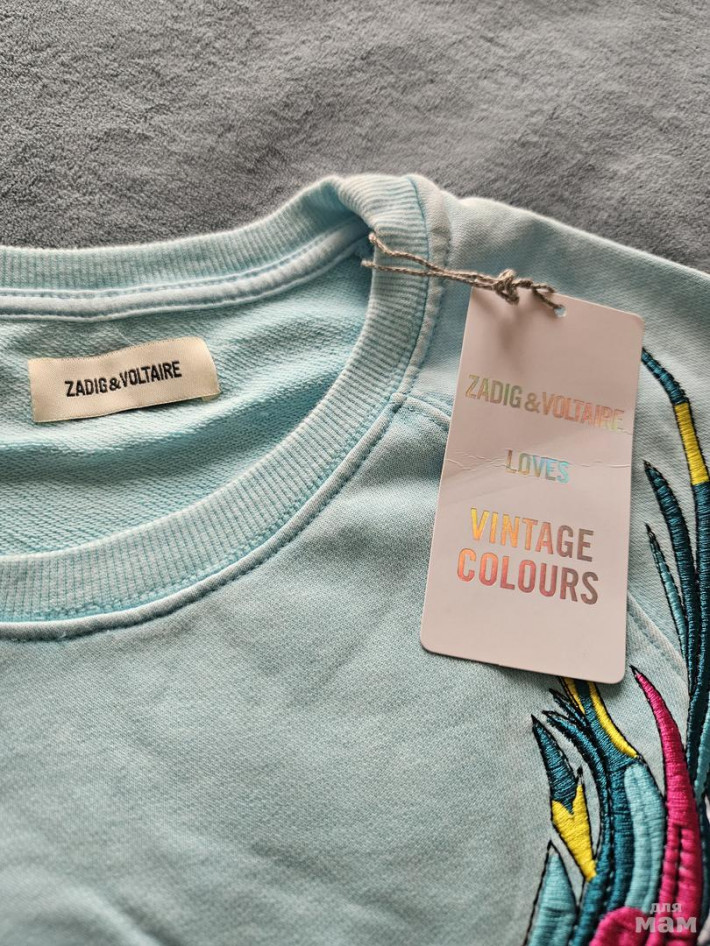 ZADIG&VOLTAIRE
ZADIG&VOLTAIRE
LOVES
VINTAGE
COLOURS
для
мам